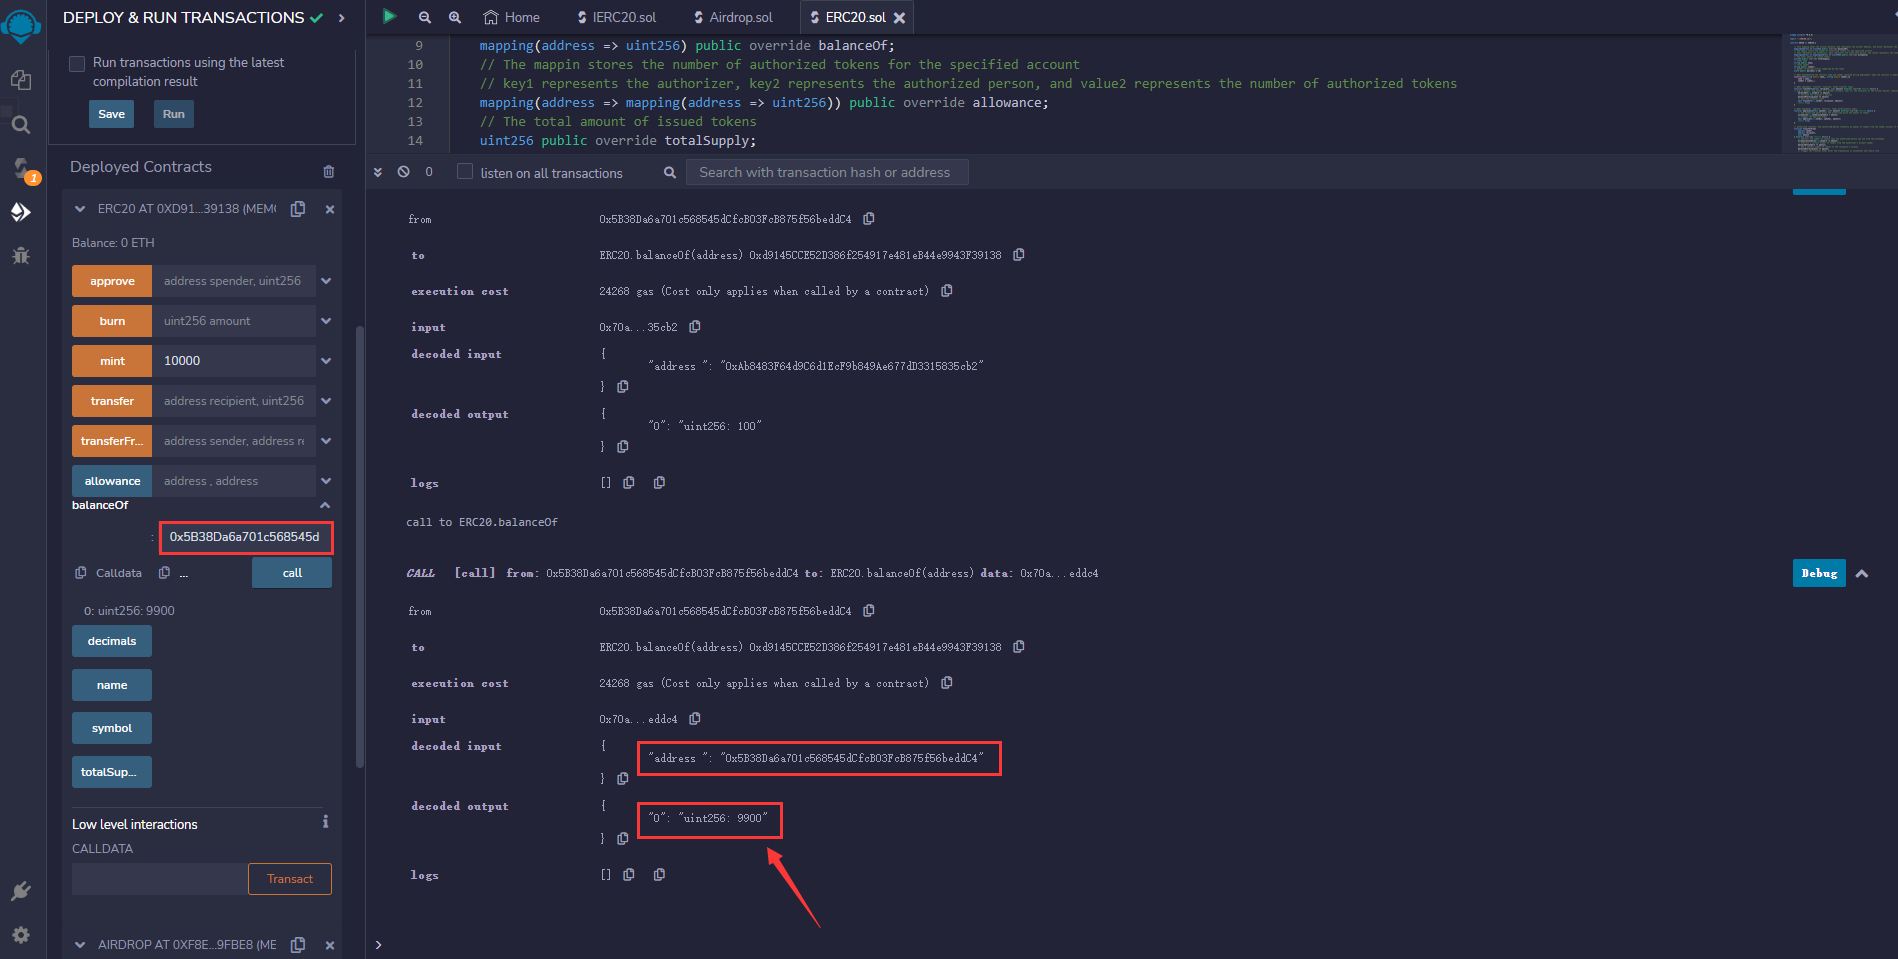 DEPLOY & RUN TRANSACTIONS
Run transactions using the latest
compilation result
Save
Run
Deployed Contracts
1
ERC20 AT 0XD91...39138 (MEMO
Balance: 0 ETH
approve
address spender, uint256
burn
uint256 amount
mint
10000
transfer
address recipient, uint256
transferFr...
address sender, address re
allowance
address , address
balanceOf
:
0x5B38Da6a701c568545d
Calldata
...
call
0: uint256: 9900
decimals
name
symbol
totalSup...
Low level interactions
i
CALLDATA
Transact
AIRDROP AT 0XF8E...9FBE8 (ME
Home
IERC20.sol
Airdrop.sol
ERC20.sol
9 mapping(address => uint256) public override balanceOf;
10 // The mappin stores the number of authorized tokens for the specified account
11 // key1 represents the authorizer, key2 represents the authorized person, and value2 represents the number of authorized tokens
12 mapping(address => mapping(address => uint256)) public override allowance;
13 // The total amount of issued tokens
14 uint256 public override totalSupply;
0
listen on all transactions
Search with transaction hash or address
from 0x5B38Da6a701c568545dCfcB03FcB875f56beddC4
to ERC20.balanceOf(address) 0xd9145CCE52D386f254917e481eB44e9943F39138
execution cost 24268 gas (Cost only applies when called by a contract)
input 0x70a...35cb2
decoded input {
"address ": "0xAb8483F64d9C6d1EcF9b849Ae677dD3315835cb2"
}
decoded output {
"0": "uint256: 100"
}
logs []
call to ERC20.balanceOf
CALL [call] from: 0x5B38Da6a701c568545dCfcB03FcB875f56beddC4 to: ERC20.balanceOf(address) data: 0x70a...eddc4
Debug
from 0x5B38Da6a701c568545dCfcB03FcB875f56beddC4
to ERC20.balanceOf(address) 0xd9145CCE52D386f254917e481eB44e9943F39138
execution cost 24268 gas (Cost only applies when called by a contract)
input 0x70a...eddc4
decoded input {
"address ": "0x5B38Da6a701c568545dCfcB03FcB875f56beddC4"
}
decoded output {
"0": "uint256: 9900"
}
logs []
>